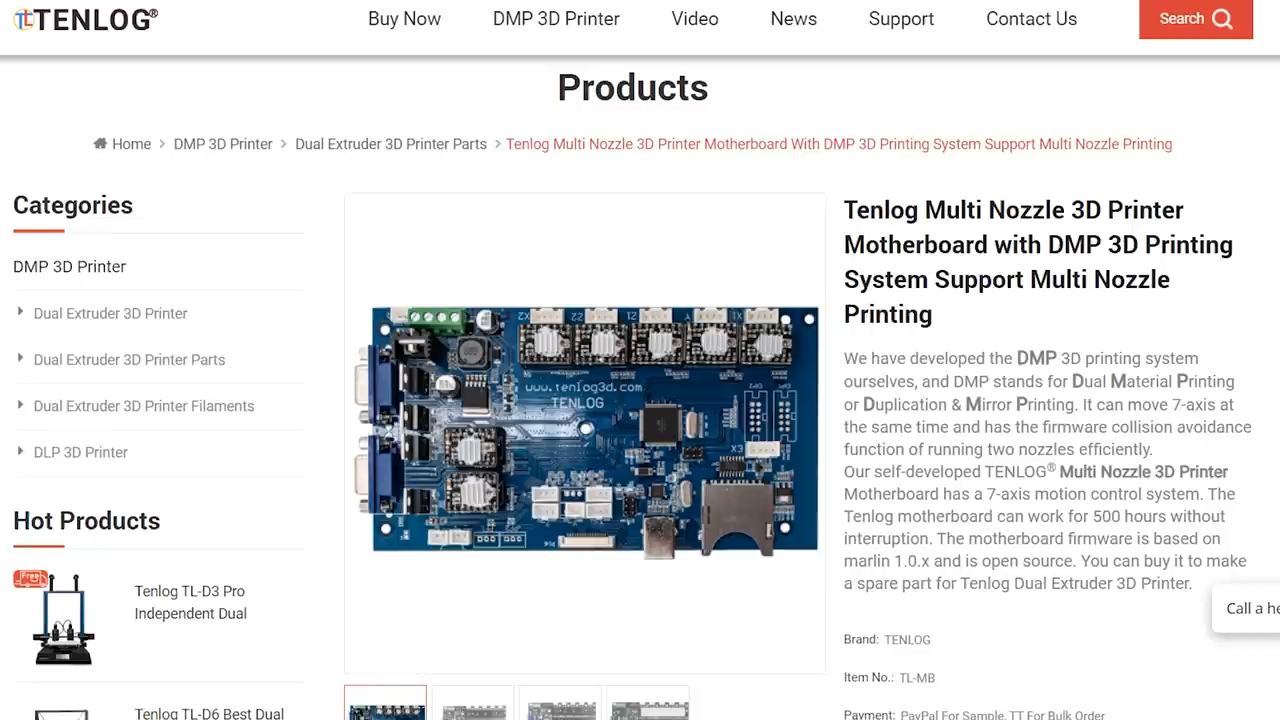 TENLOG®
Buy Now
DMP 3D Printer
Video
News
Support
Contact Us
Search
Products
Home > DMP 3D Printer > Dual Extruder 3D Printer Parts > Tenlog Multi Nozzle 3D Printer Motherboard With DMP 3D Printing System Support Multi Nozzle Printing
Categories
DMP 3D Printer
Dual Extruder 3D Printer
Dual Extruder 3D Printer Parts
Dual Extruder 3D Printer Filaments
DLP 3D Printer
Hot Products
Free
Tenlog TL-D3 Pro
Independent Dual
Tenlog TL-D6 Best Dual
X2
Z2
Z1
Y
X1
www.tenlog3d.com
TENLOG
X3
Tenlog Multi Nozzle 3D Printer
Motherboard with DMP 3D Printing
System Support Multi Nozzle
Printing
We have developed the DMP 3D printing system
ourselves, and DMP stands for Dual Material Printing
or Duplication & Mirror Printing. It can move 7-axis at
the same time and has the firmware collision avoidance
function of running two nozzles efficiently.
Our self-developed TENLOG® Multi Nozzle 3D Printer
Motherboard has a 7-axis motion control system. The
Tenlog motherboard can work for 500 hours without
interruption. The motherboard firmware is based on
marlin 1.0.x and is open source. You can buy it to make
a spare part for Tenlog Dual Extruder 3D Printer.
Call a he
Brand: TENLOG
Item No.: TL-MB
Payment: PayPal For Sample, TT For Bulk Order